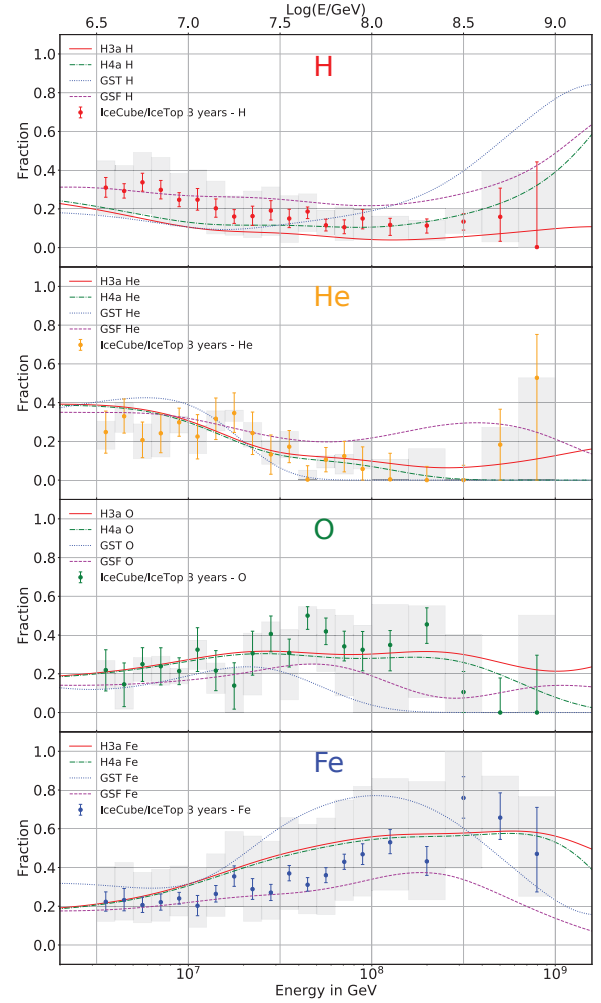 Log(E/GeV)
6.5 7.0 7.5 8.0 8.5 9.0
1.0
0.8
0.6
0.4
0.2
0.0
Fraction
H3a H
H4a H
GST H
GSF H
IceCube/IceTop 3 years - H
H
1.0
0.8
0.6
0.4
0.2
0.0
Fraction
H3a He
H4a He
GST He
GSF He
IceCube/IceTop 3 years - He
He
1.0
0.8
0.6
0.4
0.2
0.0
Fraction
H3a O
H4a O
GST O
GSF O
IceCube/IceTop 3 years - O
O
1.0
0.8
0.6
0.4
0.2
0.0
Fraction
H3a Fe
H4a Fe
GST Fe
GSF Fe
IceCube/IceTop 3 years - Fe
Fe
10⁷ 10⁸ 10⁹
Energy in GeV